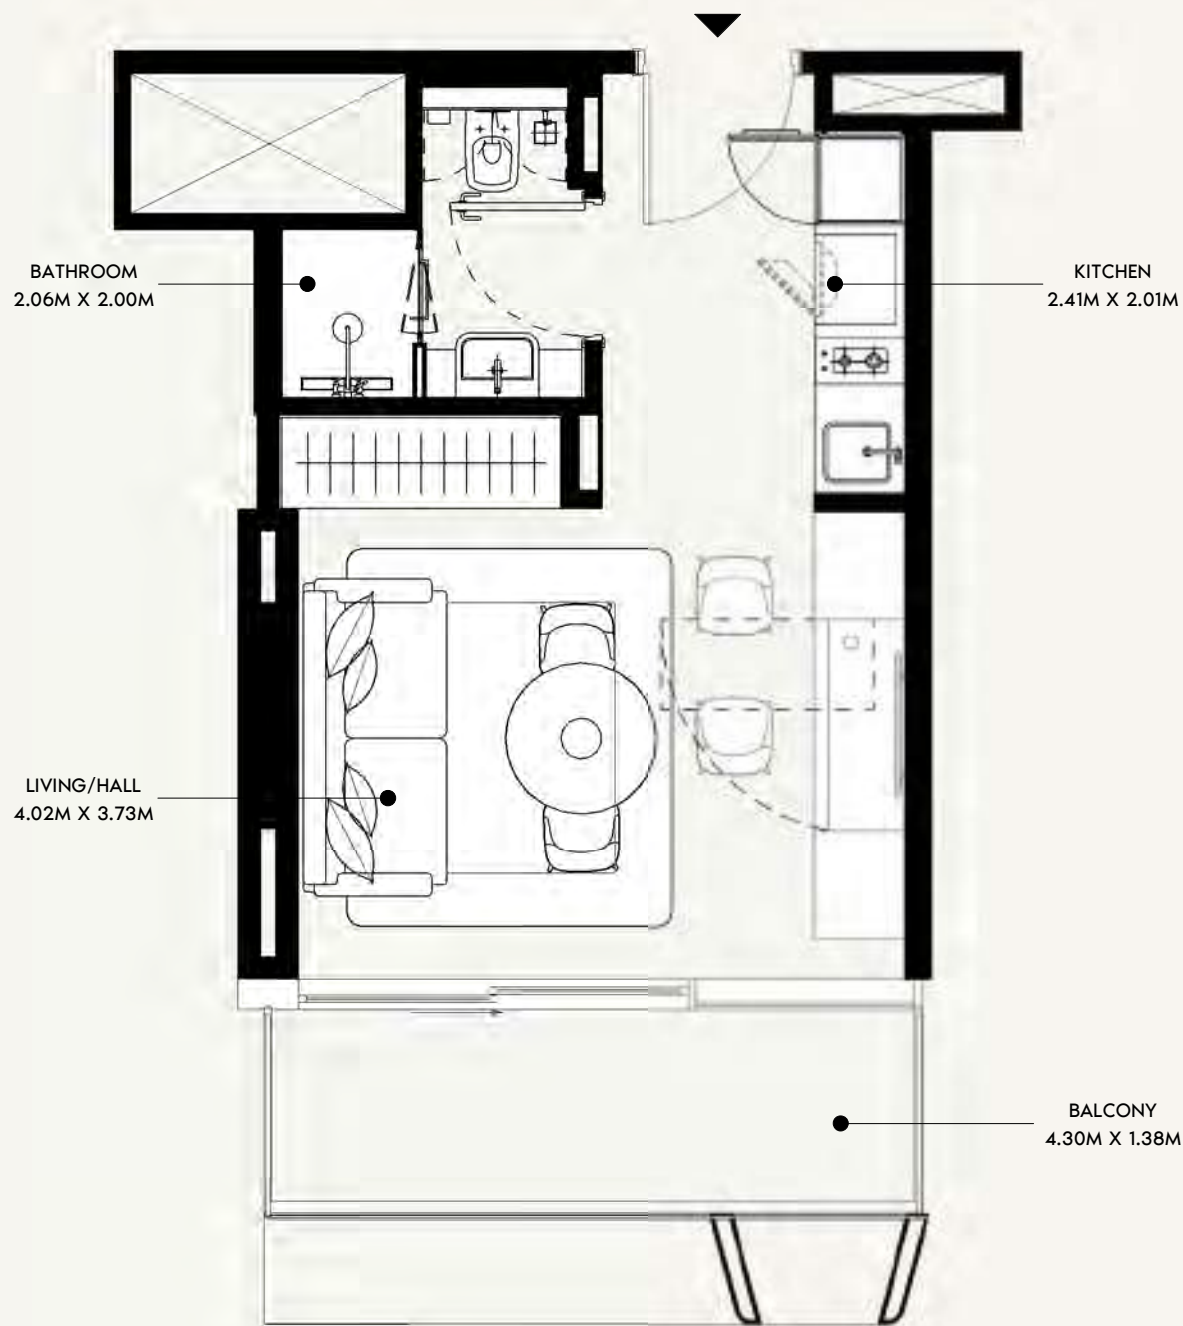 BATHROOM
2.06M X 2.00M
KITCHEN
2.41M X 2.01M
LIVING/HALL
4.02M X 3.73M
BALCONY
4.30M X 1.38M